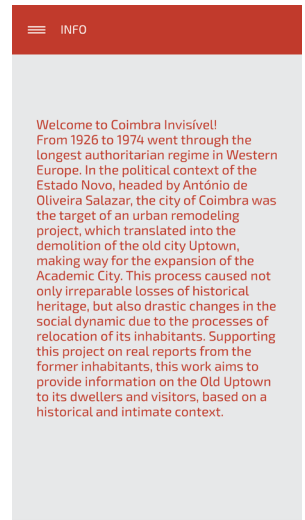 INFO
Welcome to Coimbra Invisível!
From 1926 to 1974 went through the
longest authoritarian regime in Western
Europe. In the political context of the
Estado Novo, headed by António de
Oliveira Salazar, the city of Coimbra was
the target of an urban remodeling
project, which translated into the
demolition of the old city Uptown,
making way for the expansion of the
Academic City. This process caused not
only irreparable losses of historical
heritage, but also drastic changes in the
social dynamic due to the processes of
relocation of its inhabitants. Supporting
this project on real reports from the
former inhabitants, this work aims to
provide information on the Old Uptown
to its dwellers and visitors, based on a
historical and intimate context.